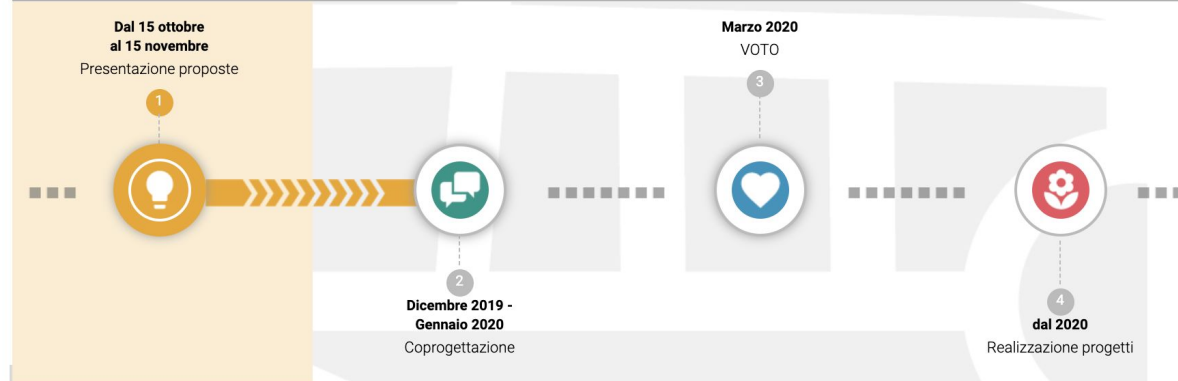 Dal 15 ottobre
al 15 novembre
Presentazione proposte
1
2
Dicembre 2019 -
Gennaio 2020
Coprogettazione
Marzo 2020
VOTO
3
4
dal 2020
Realizzazione progetti